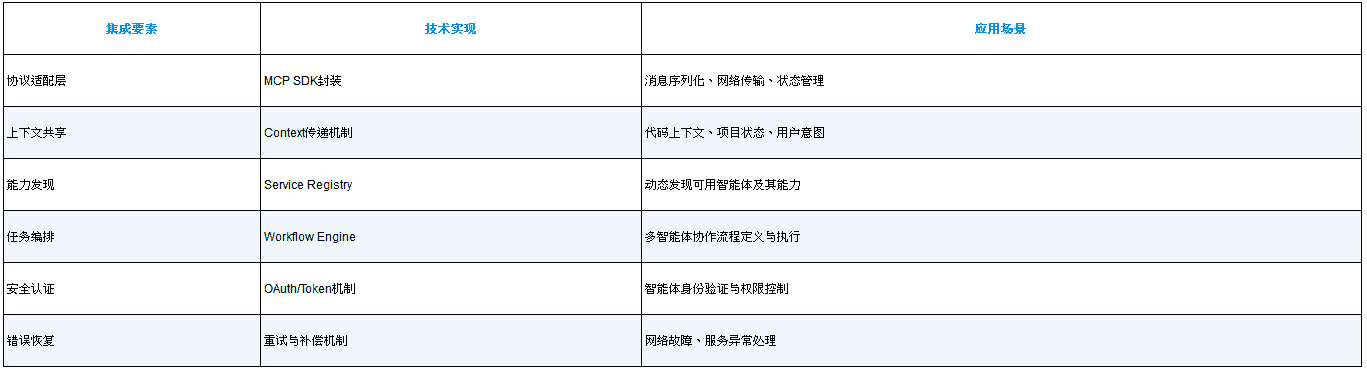 集成要素 技术实现 应用场景
协议适配层 MCP SDK封装 消息序列化、网络传输、状态管理
上下文共享 Context传递机制 代码上下文、项目状态、用户意图
能力发现 Service Registry 动态发现可用智能体及其能力
任务编排 Workflow Engine 多智能体协作流程定义与执行
安全认证 OAuth/Token机制 智能体身份验证与权限控制
错误恢复 重试与补偿机制 网络故障、服务异常处理